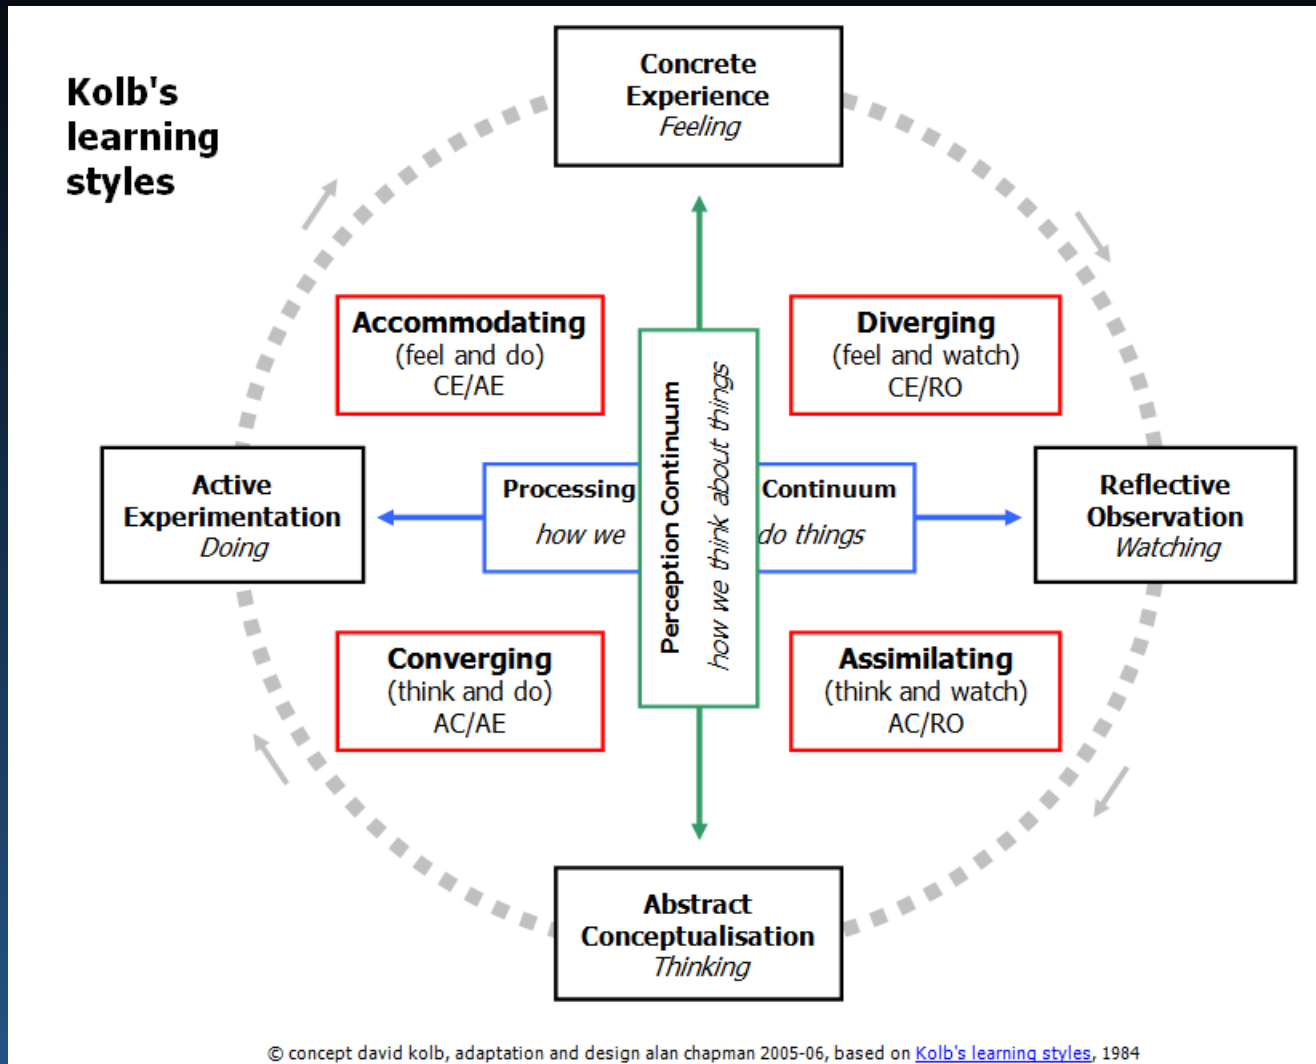 Kolb's
learning
styles
Concrete
Experience
Feeling
Accommodating
(feel and do)
CE/AE
Diverging
(feel and watch)
CE/RO
Perception Continuum
how we think about things
Active
Experimentation
Doing
Processing Continuum
how we do things
Reflective
Observation
Watching
Converging
(think and do)
AC/AE
Assimilating
(think and watch)
AC/RO
Abstract
Conceptualisation
Thinking
© concept david kolb, adaptation and design alan chapman 2005-06, based on Kolb's learning styles, 1984